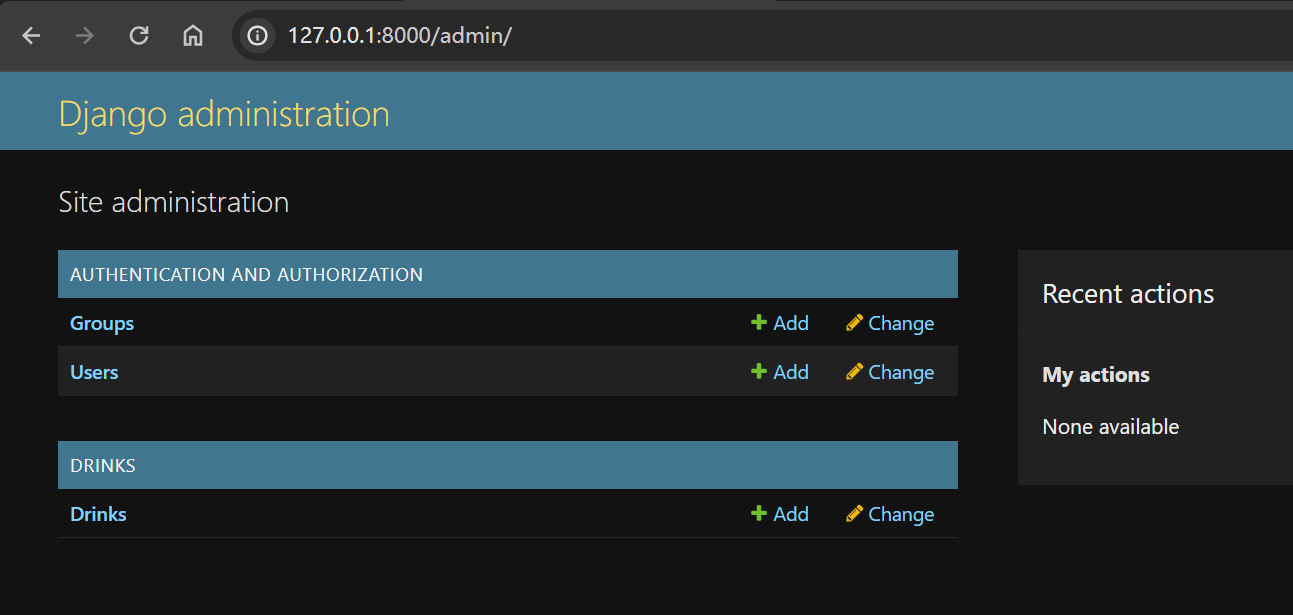 127.0.0.1:8000/admin/
Django administration
Site administration
AUTHENTICATION AND AUTHORIZATION
Groups Add Change
Users Add Change
DRINKS
Drinks Add Change
Recent actions
My actions
None available